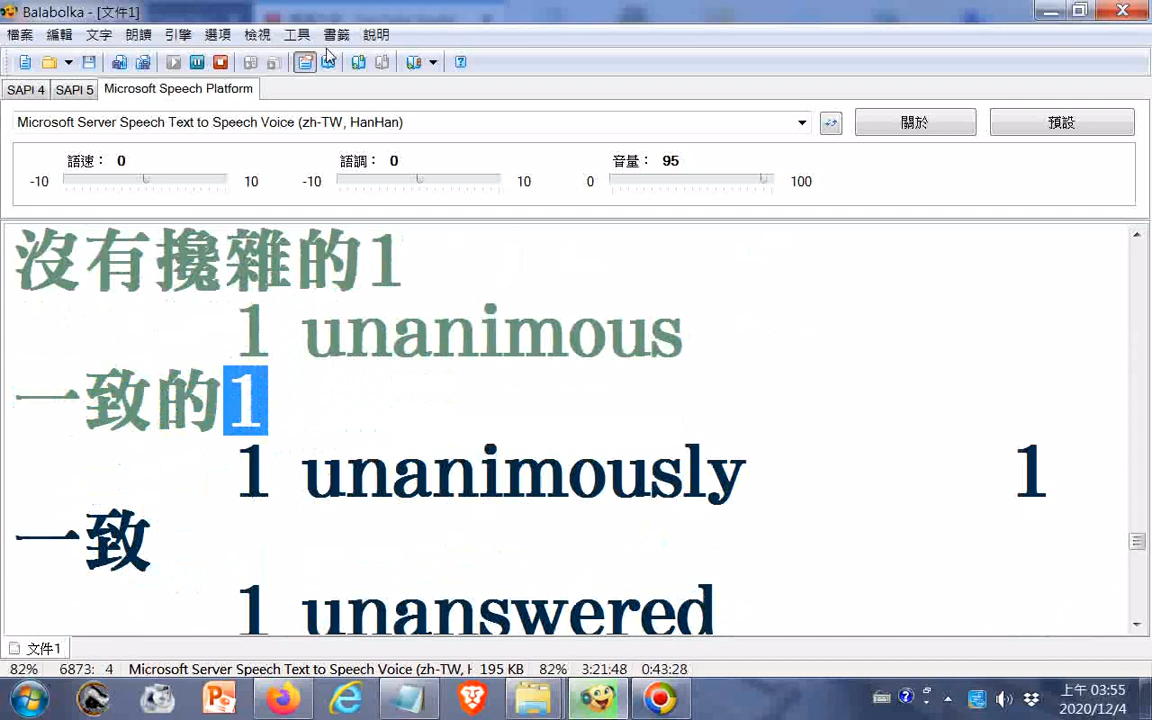 Balabolka - [文件1]
檔案 編輯 文字 朗讀 引擎 選項 檢視 工具 書籤 說明
SAPI 4 SAPI 5 Microsoft Speech Platform
Microsoft Server Speech Text to Speech Voice (zh-TW, HanHan) 關於 預設
語速： 0 語調： 0 音量： 95
-10 10 -10 10 0 100
沒有攙雜的1
1 unanimous
一致的1
1 unanimously 1
一致
1 unanswered
文件1
82% 6873: 4 Microsoft Server Speech Text to Speech Voice (zh-TW, 195 KB 82% 3:21:48 0:43:28
上午 03:55
2020/12/4